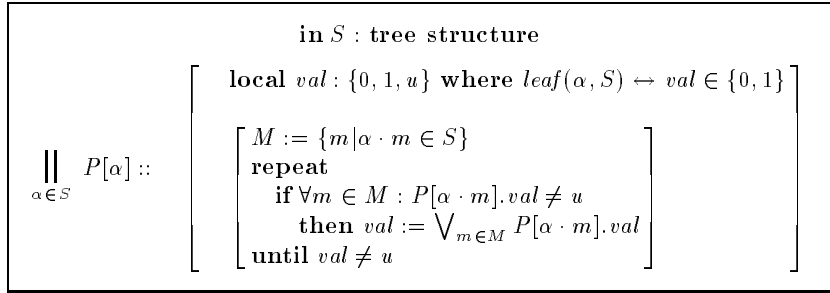 in S : tree structure
local val : {0, 1, u} where leaf(α, S) ↔ val ∈ {0, 1}
M := {m|α · m ∈ S}
repeat
|| α∈S P[α] ::
if ∀m ∈ M : P[α · m].val ≠ u
then val := ⋁m∈M P[α · m].val
until val ≠ u